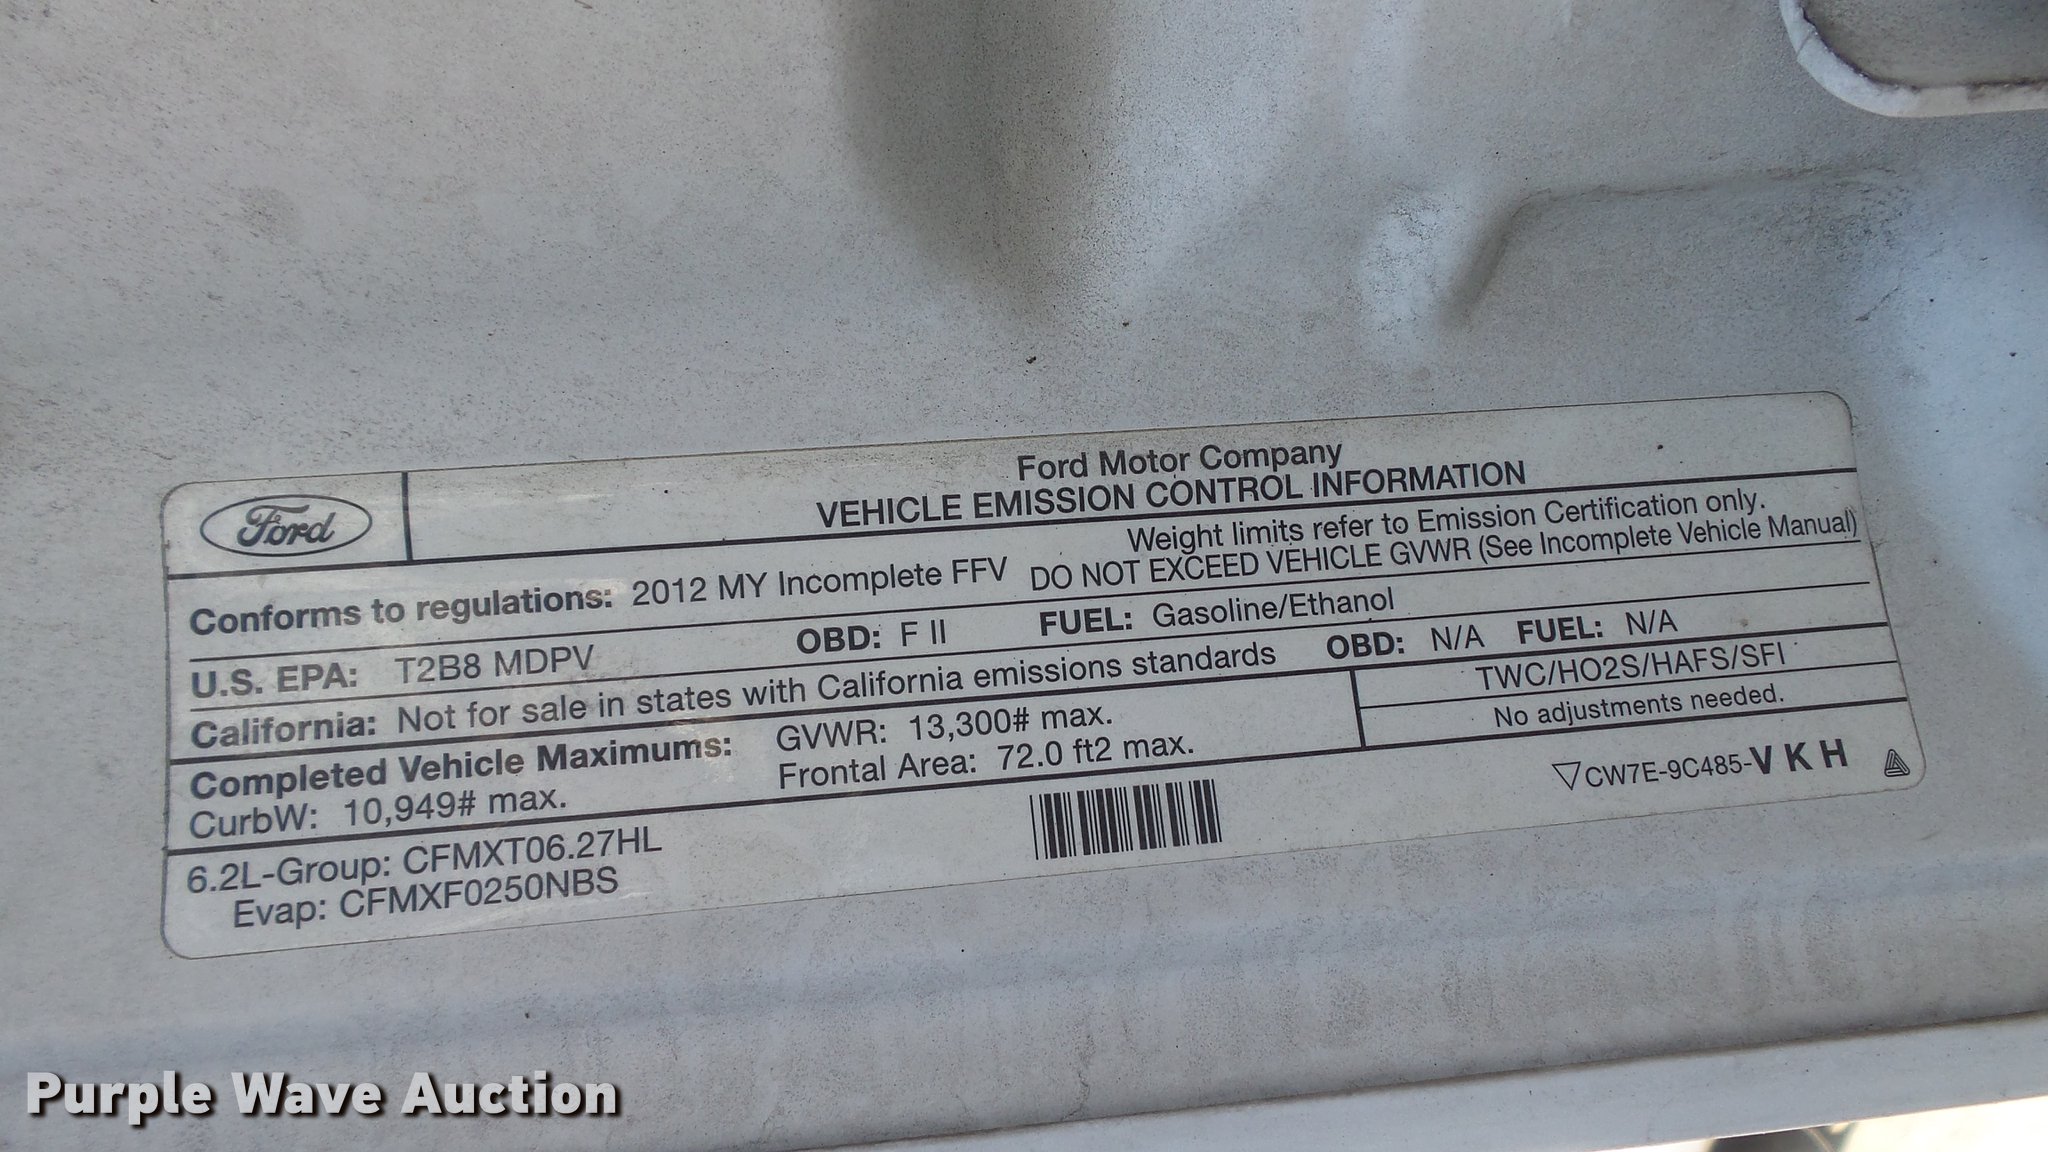 Ford
Ford Motor Company
VEHICLE EMISSION CONTROL INFORMATION
Conforms to regulations: 2012 MY Incomplete FFV
Weight limits refer to Emission Certification only.
DO NOT EXCEED VEHICLE GVWR (See Incomplete Vehicle Manual)
U.S. EPA: T2B8 MDPV OBD: F II FUEL: Gasoline/Ethanol
California: Not for sale in states with California emissions standards OBD: N/A FUEL: N/A
Completed Vehicle Maximums: GVWR: 13,300# max.
CurbW: 10,949# max. Frontal Area: 72.0 ft2 max.
TWC/HO2S/HAFS/SFI
No adjustments needed.
6.2L-Group: CFMXT06.27HL
Evap: CFMXF0250NBS
CW7E-9C485-VKH
Purple Wave Auction